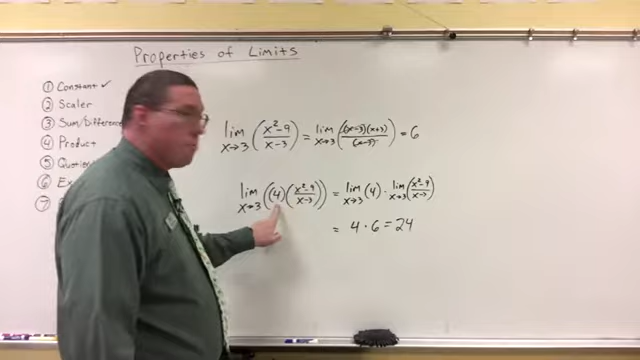 Properties of Limits
① Constant ✓
② Scaler
③ Sum/Difference
④ Product
⑤
⑥
⑦
lim x→3 (x²-9/x-3) = lim x→3 ((x-3)(x+3)/(x-3)) = 6
lim x→3 ((4)(x²-9/x-3)) = lim x→3 (4) · lim x→3 (x²-9/x-3)
= 4 · 6 = 24